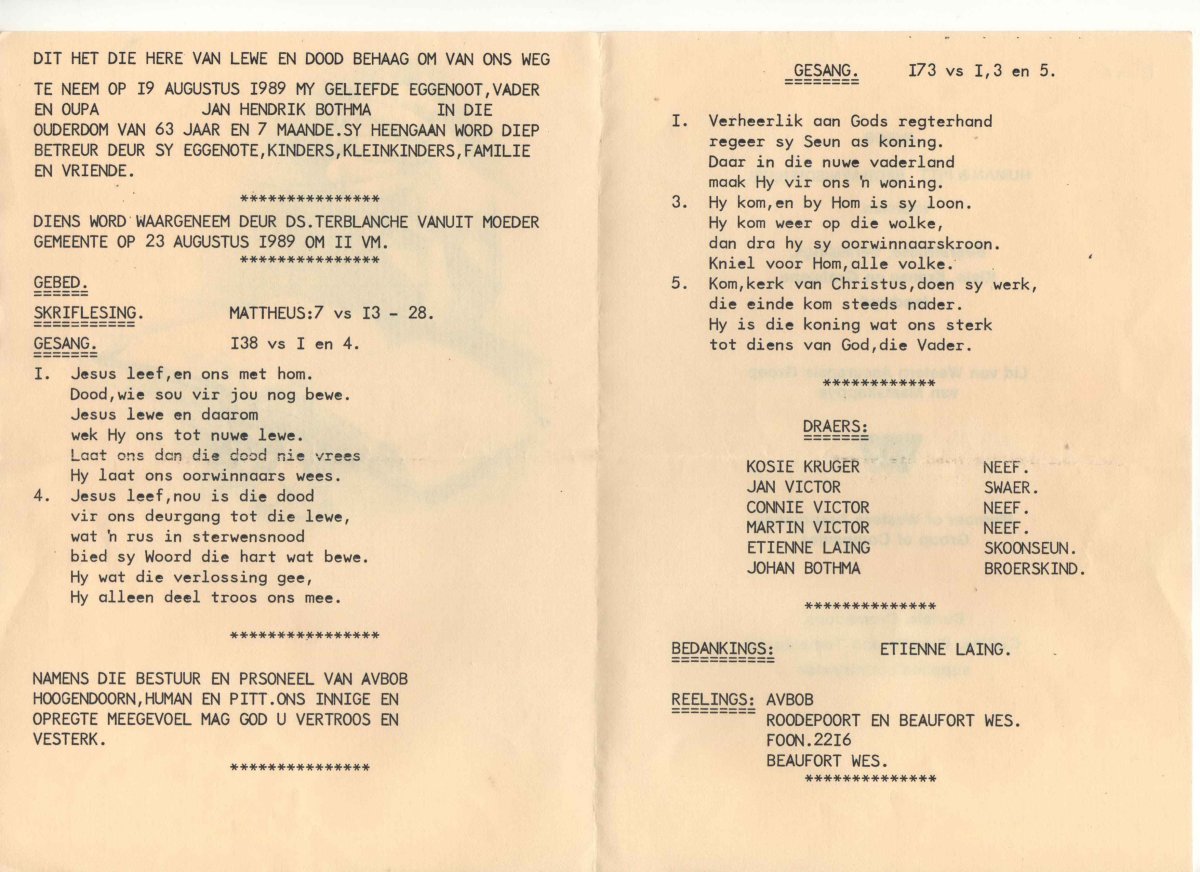 DIT HET DIE HERE VAN LEWE EN DOOD BEHAAG OM VAN ONS WEG
TE NEEM OP I9 AUGUSTUS I989 MY GELIEFDE EGGENOOT,VADER
EN OUPA JAN HENDRIK BOTHMA IN DIE
OUDERDOM VAN 63 JAAR EN 7 MAANDE.SY HEENGAAN WORD DIEP
BETREUR DEUR SY EGGENOTE,KINDERS,KLEINKINDERS,FAMILIE
EN VRIENDE.
***************
DIENS WORD WAARGENEEM DEUR DS.TERBLANCHE VANUIT MOEDER
GEMEENTE OP 23 AUGUSTUS I989 OM II VM.
***************
GEBED.
======
SKRIFLESING. MATTHEUS:7 vs I3 - 28.
===========
GESANG. I38 vs I en 4.
=======
I. Jesus leef,en ons met hom.
Dood,wie sou vir jou nog bewe.
Jesus lewe en daarom
wek Hy ons tot nuwe lewe.
Laat ons dan die dood nie vrees
Hy laat ons oorwinnaars wees.
4. Jesus leef,nou is die dood
vir ons deurgang tot die lewe,
wat 'n rus in sterwensnood
bied sy Woord die hart wat bewe.
Hy wat die verlossing gee,
Hy alleen deel troos ons mee.
****************
NAMENS DIE BESTUUR EN PRSONEEL VAN AVBOB
HOOGENDOORN,HUMAN EN PITT.ONS INNIGE EN
OPREGTE MEEGEVOEL MAG GOD U VERTROOS EN
VESTERK.
***************
GESANG. I73 vs I,3 en 5.
========
I. Verheerlik aan Gods regterhand
regeer sy Seun as koning.
Daar in die nuwe vaderland
maak Hy vir ons 'n woning.
3. Hy kom,en by Hom is sy loon.
Hy kom weer op die wolke,
dan dra hy sy oorwinnaarskroon.
Kniel voor Hom,alle volke.
5. Kom,kerk van Christus,doen sy werk,
die einde kom steeds nader.
Hy is die koning wat ons sterk
tot diens van God,die Vader.
************
DRAERS:
=======
KOSIE KRUGER NEEF.
JAN VICTOR SWAER.
CONNIE VICTOR NEEF.
MARTIN VICTOR NEEF.
ETIENNE LAING SKOONSEUN.
JOHAN BOTHMA BROERSKIND.
**************
BEDANKINGS: ETIENNE LAING.
===========
REELINGS: AVBOB
=========
ROODEPOORT EN BEAUFORT WES.
FOON.22I6
BEAUFORT WES.
**************